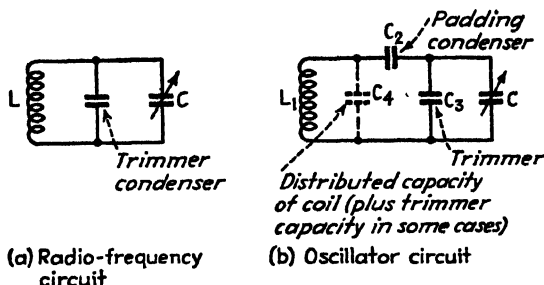 L
Trimmer
condenser
C
(a) Radio-frequency
circuit
C2
Padding
condenser
L1
C4
C3
C
Trimmer
Distributed capacity
of coil (plus trimmer
capacity in some cases)
(b) Oscillator circuit